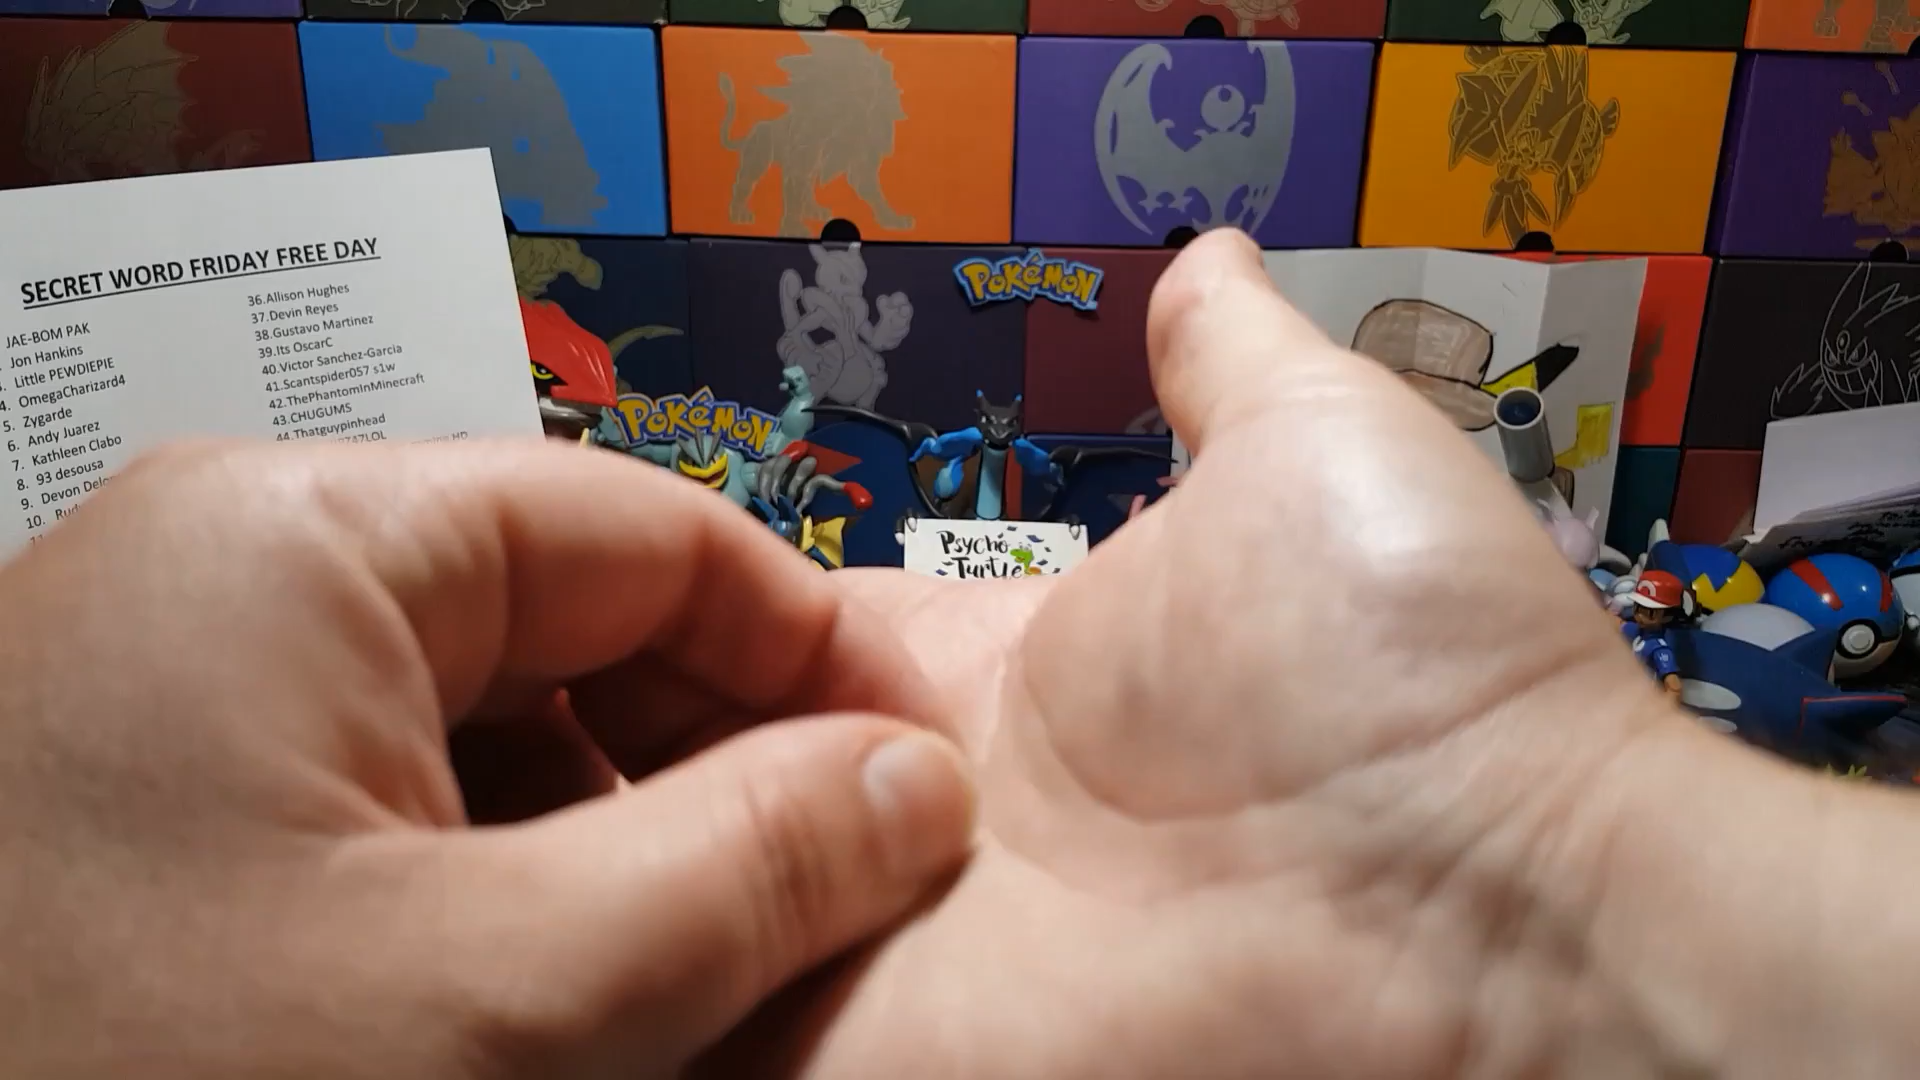 SECRET WORD FRIDAY FREE DAY
JAE-BOM PAK
Jon Hankins
Little PEWDIEPIE
4. OmegaCharizard4
5. Zygarde
6. Andy Juarez
7. Kathleen Clabo
8. 93 desousa
9. Devon
10.
11
36.Allison Hughes
37.Devin Reyes
38.Gustavo Martinez
39.Its OscarC
40.Victor Sanchez-Garcia
41.Scantspider057 s1w
42.ThePhantomInMinecraft
43.CHUGUMS
44.Thatguypinhead
HD
POKéMON
POKéMON
Psycho
Turtle